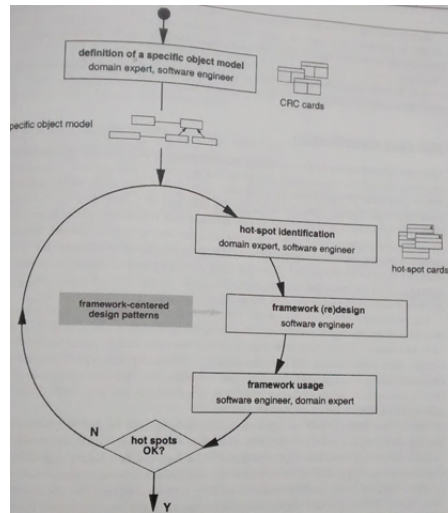 definition of a specific object model
domain expert, software engineer
CRC cards
pecific object model
hot-spot identification
domain expert, software engineer
hot-spot cards
framework-centered
design patterns
framework (re)design
software engineer
framework usage
software engineer, domain expert
N
hot spots
OK?
Y